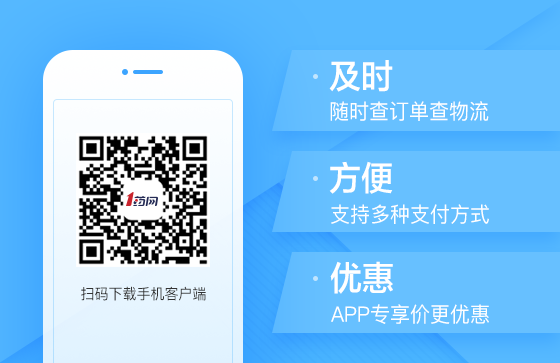 1药网
扫码下载手机客户端
· 及时
随时查订单查物流
· 方便
支持多种支付方式
· 优惠
APP专享价更优惠